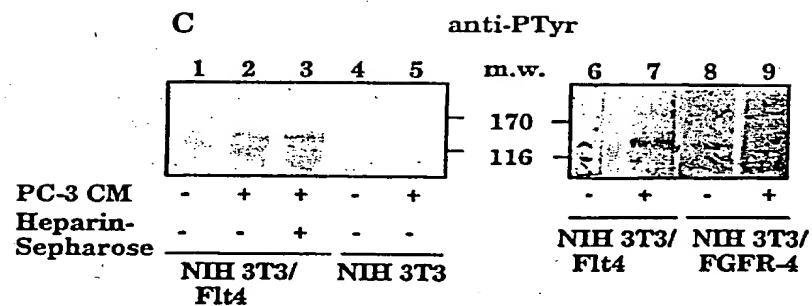 C anti-PTyr
1 2 3 4 5 m.w. 6 7 8 9
170
116
PC-3 CM - + + - + - + - +
Heparin-
Sepharose - - + - -
NIH 3T3/ NIH 3T3 NIH 3T3/ NIH 3T3/
Flt4 Flt4 FGFR-4